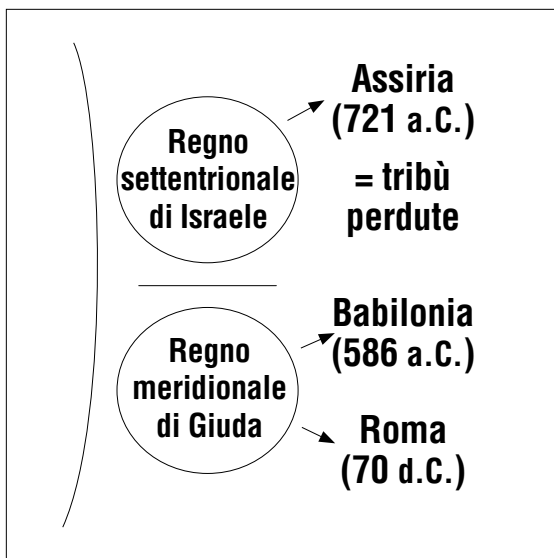 Assiria
(721 a.C.)
= tribù
perdute
Regno
settentrionale
di Israele
Babilonia
(586 a.C.)
Regno
meridionale
di Giuda
Roma
(70 d.C.)